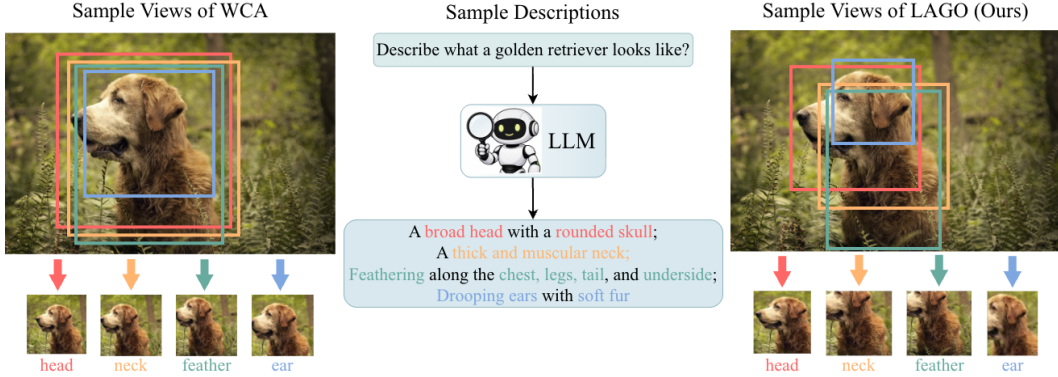 Sample Views of WCA
Sample Descriptions
Sample Views of LAGO (Ours)
Describe what a golden retriever looks like?
LLM
A broad head with a rounded skull;
A thick and muscular neck;
Feathering along the chest, legs, tail, and underside;
Drooping ears with soft fur
head
neck
feather
ear
head
neck
feather
ear